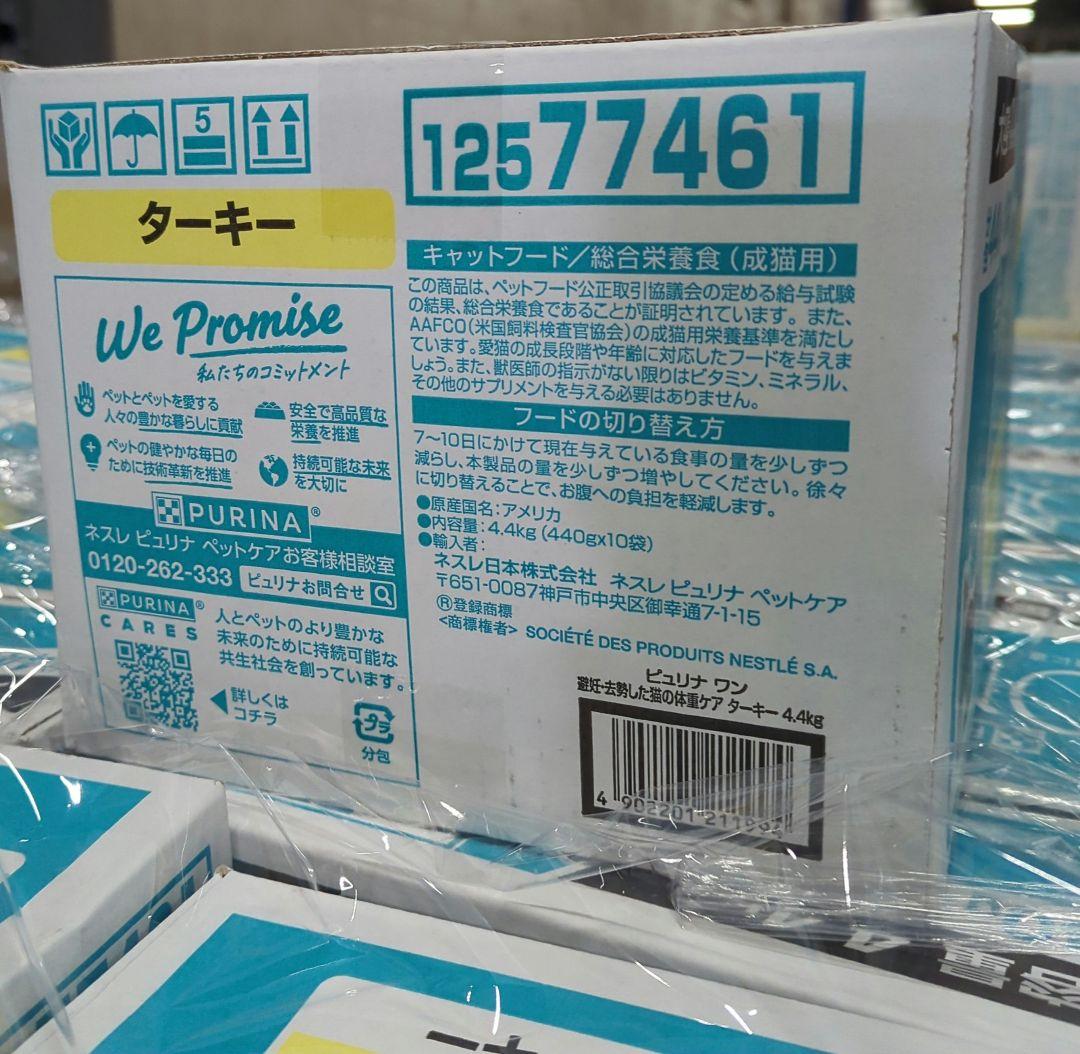 5
ターキー
We Promise
私たちのコミットメント
ペットとペットを愛する
人々の豊かな暮らしに貢献
安全で高品質な
栄養を推進
ペットの健やかな毎日の
ために技術革新を推進
持続可能な未来
を大切に
PURINA®
ネスレ ピュリナ ペットケアお客様相談室
0120-262-333 ピュリナお問合せ
PURINA®
CARES
人とペットのより豊かな
未来のために持続可能な
共生社会を創っています。
詳しくは
コチラ
プラ
分包
12577461
キャットフード/総合栄養食(成猫用)
この商品は、ペットフード公正取引協議会の定める給与試験
の結果、総合栄養食であることが証明されています。また、
AAFCO(米国飼料検査官協会)の成猫用栄養基準を満たし
ています。愛猫の成長段階や年齢に対応したフードを与えま
しょう。また、獣医師の指示がない限りはビタミン、ミネラル、
その他のサプリメントを与える必要はありません。
フードの切り替え方
7〜10日にかけて現在与えている食事の量を少しずつ
減らし、本製品の量を少しずつ増やしてください。徐々
に切り替えることで、お腹への負担を軽減します。
●原産国名:アメリカ
●内容量:4.4kg(440gx10袋)
●輸入者:
ネスレ日本株式会社 ネスレ ピュリナ ペットケア
〒651-0087神戸市中央区御幸通7-1-15
Ⓡ登録商標
<商標権者> SOCIÉTÉ DES PRODUITS NESTLÉ S.A.
ピュリナ ワン
避妊・去勢した猫の体重ケア ターキー 4.4kg
4 902201